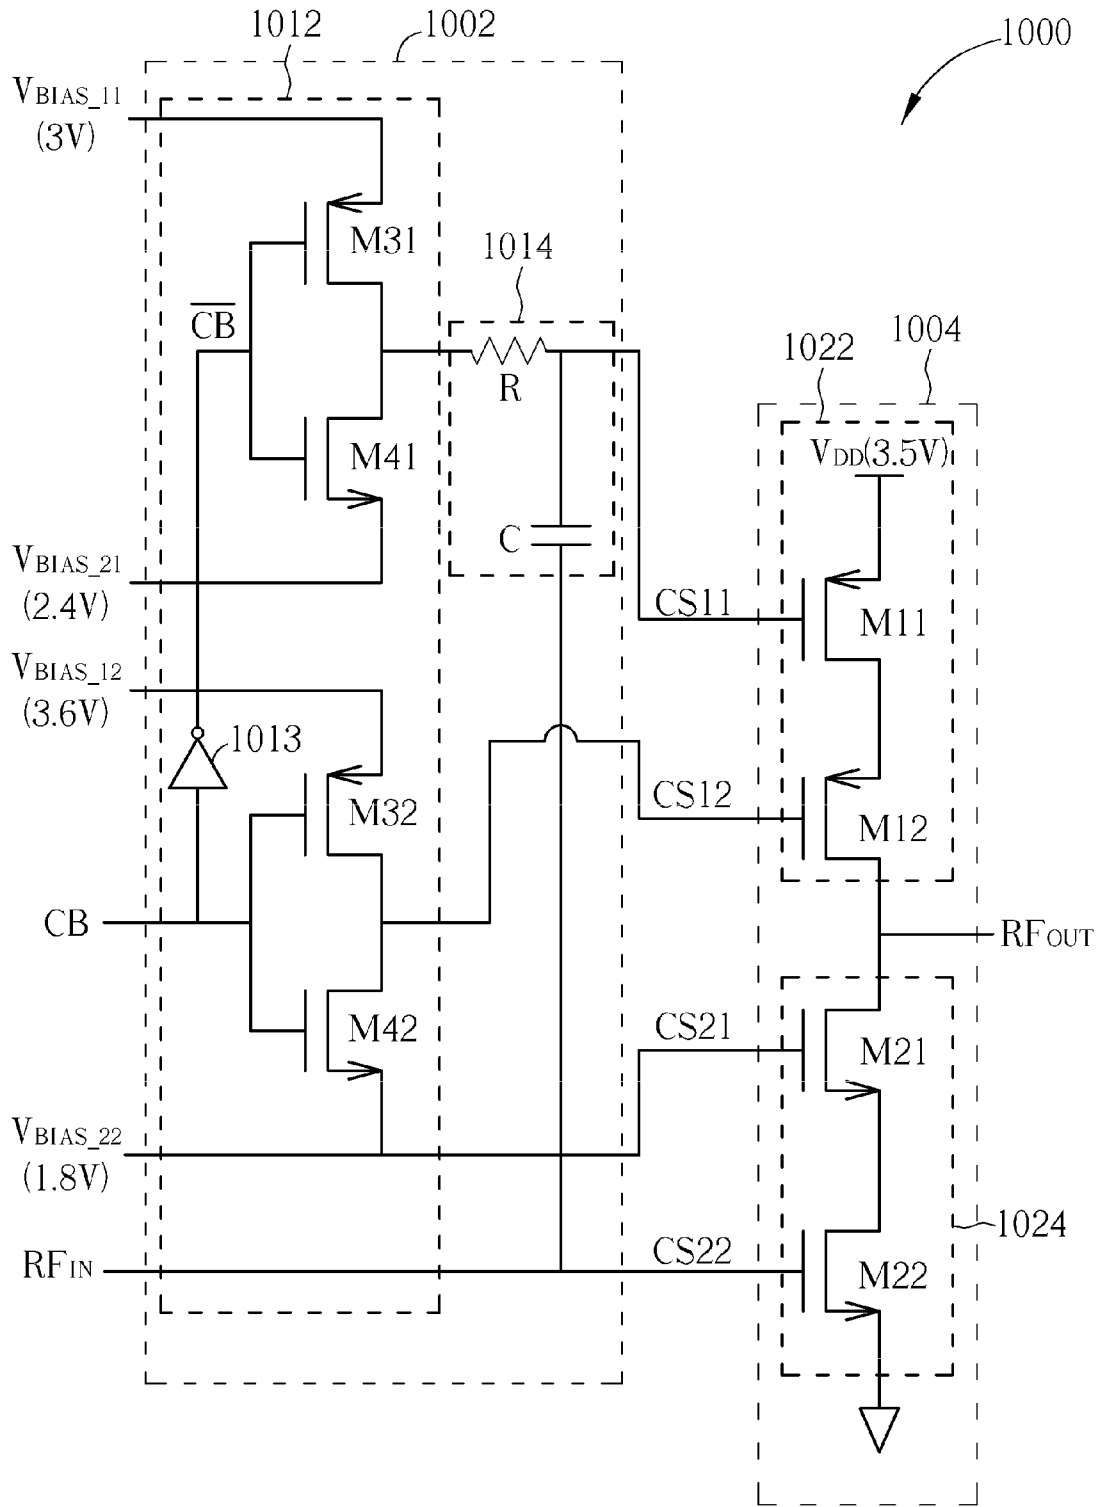 1012
1002
1000
VBIAS_11
(3V)
M31
1014
CB
R
1004
1022
M41
VDD(3.5V)
C
VBIAS_21
(2.4V)
CS11
M11
VBIAS_12
(3.6V)
1013
CS12
M32
M12
CB
RFOUT
CS21
M42
M21
VBIAS_22
(1.8V)
1024
CS22
RFIN
M22